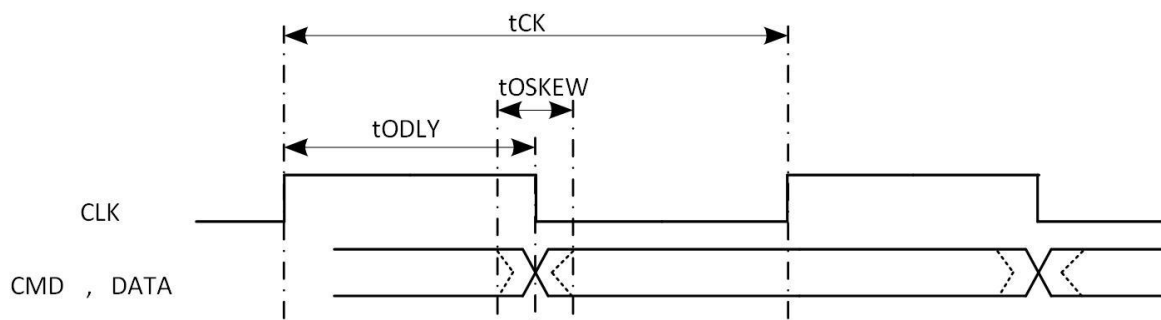 tCK
tOSKEW
tODLY
CLK
CMD , DATA